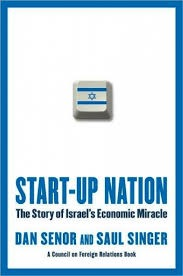 START-UP NATION
The Story of Israel's Economic Miracle
DAN SENOR AND SAUL SINGER
A Council on Foreign Relations Book